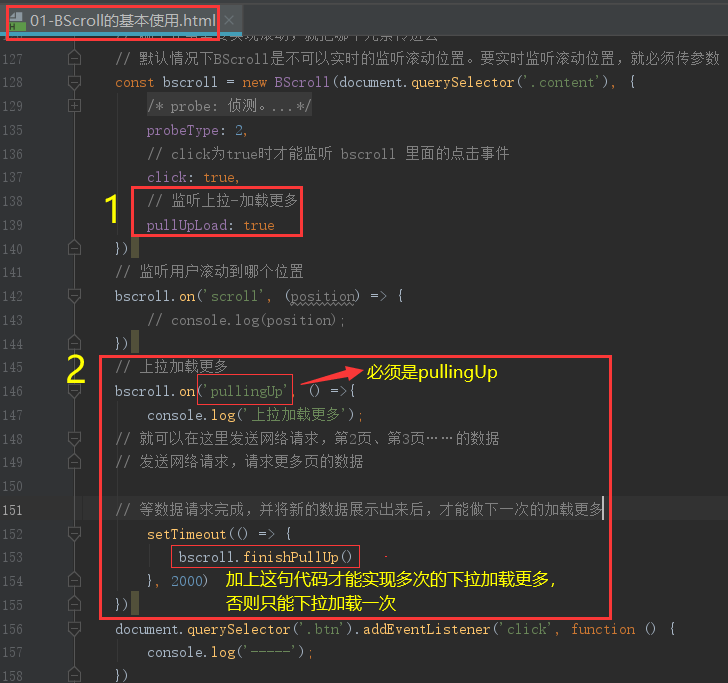 01-BScroll的基本使用.html
127 // 默认情况下BScroll是不可以实时的监听滚动位置。要实时监听滚动位置，就必须传参数
128 const bscroll = new BScroll(document.querySelector('.content'), {
129 /* probe: 侦测。...*/
135 probeType: 2,
136 // click为true时才能监听 bscroll 里面的点击事件
137 click: true,
1
138 // 监听上拉-加载更多
139 pullUpLoad: true
140 })
141 // 监听用户滚动到哪个位置
142 bscroll.on('scroll', (position) => {
143 // console.log(position);
144 })
2
145 // 上拉加载更多
146 bscroll.on('pullingUp', () =>{
必须是pullingUp
147 console.log('上拉加载更多');
148 // 就可以在这里发送网络请求，第2页、第3页……的数据
149 // 发送网络请求，请求更多页的数据
150
151 // 等数据请求完成，并将新的数据展示出来后，才能做下一次的加载更多
152 setTimeout(() => {
153 bscroll.finishPullUp()
154 }, 2000)
加上这句代码才能实现多次的下拉加载更多，
否则只能下拉加载一次
155 })
156 document.querySelector('.btn').addEventListener('click', function () {
157 console.log('-----');
158 })